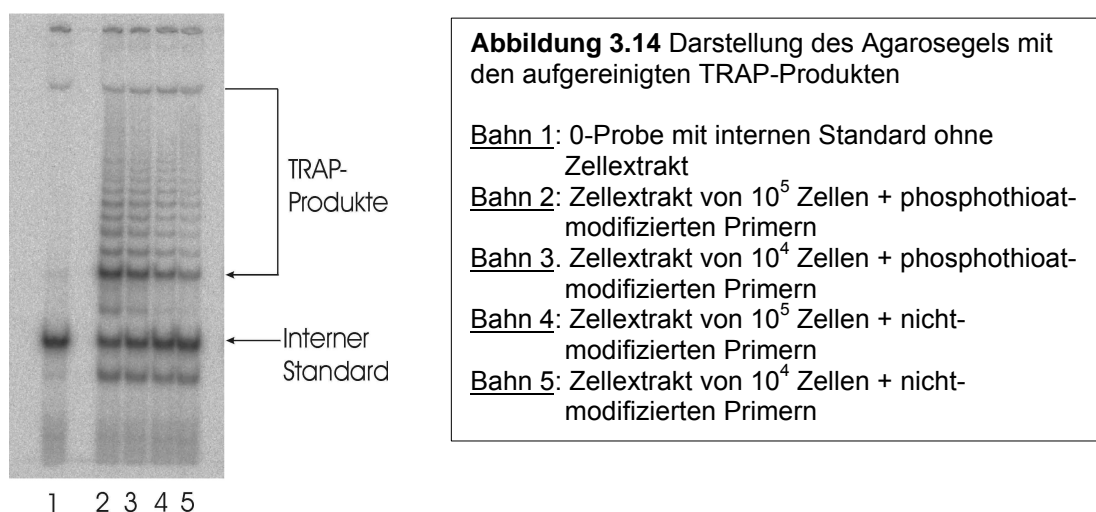 TRAP-
Produkte
Interner
Standard
1 2 3 4 5
Abbildung 3.14 Darstellung des Agarosegels mit
den aufgereinigten TRAP-Produkten
Bahn 1: 0-Probe mit internen Standard ohne
Zellextrakt
Bahn 2: Zellextrakt von 10⁵ Zellen + phosphothioat-
modifizierten Primern
Bahn 3. Zellextrakt von 10⁴ Zellen + phosphothioat-
modifizierten Primern
Bahn 4: Zellextrakt von 10⁵ Zellen + nicht-
modifizierten Primern
Bahn 5: Zellextrakt von 10⁴ Zellen + nicht-
modifizierten Primern